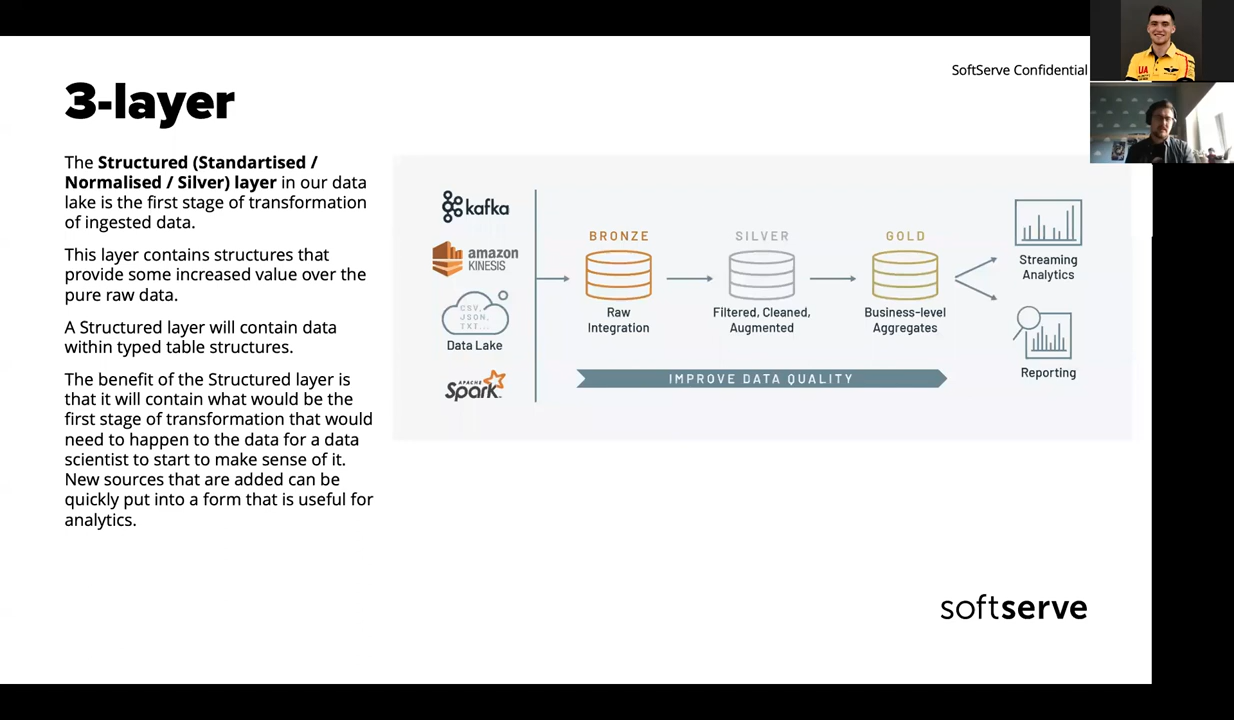 SoftServe Confidential
3-layer
The Structured (Standartised /
Normalised / Silver) layer in our data
lake is the first stage of transformation
of ingested data.
This layer contains structures that
provide some increased value over the
pure raw data.
A Structured layer will contain data
within typed table structures.
The benefit of the Structured layer is
that it will contain what would be the
first stage of transformation that would
need to happen to the data for a data
scientist to start to make sense of it.
New sources that are added can be
quickly put into a form that is useful for
analytics.
kafka
amazon
KINESIS
CSV,
JSON,
TXT...
Data Lake
APACHE
Spark
BRONZE
Raw
Integration
SILVER
Filtered, Cleaned,
Augmented
GOLD
Business-level
Aggregates
IMPROVE DATA QUALITY
Streaming
Analytics
Reporting
softserve
UA